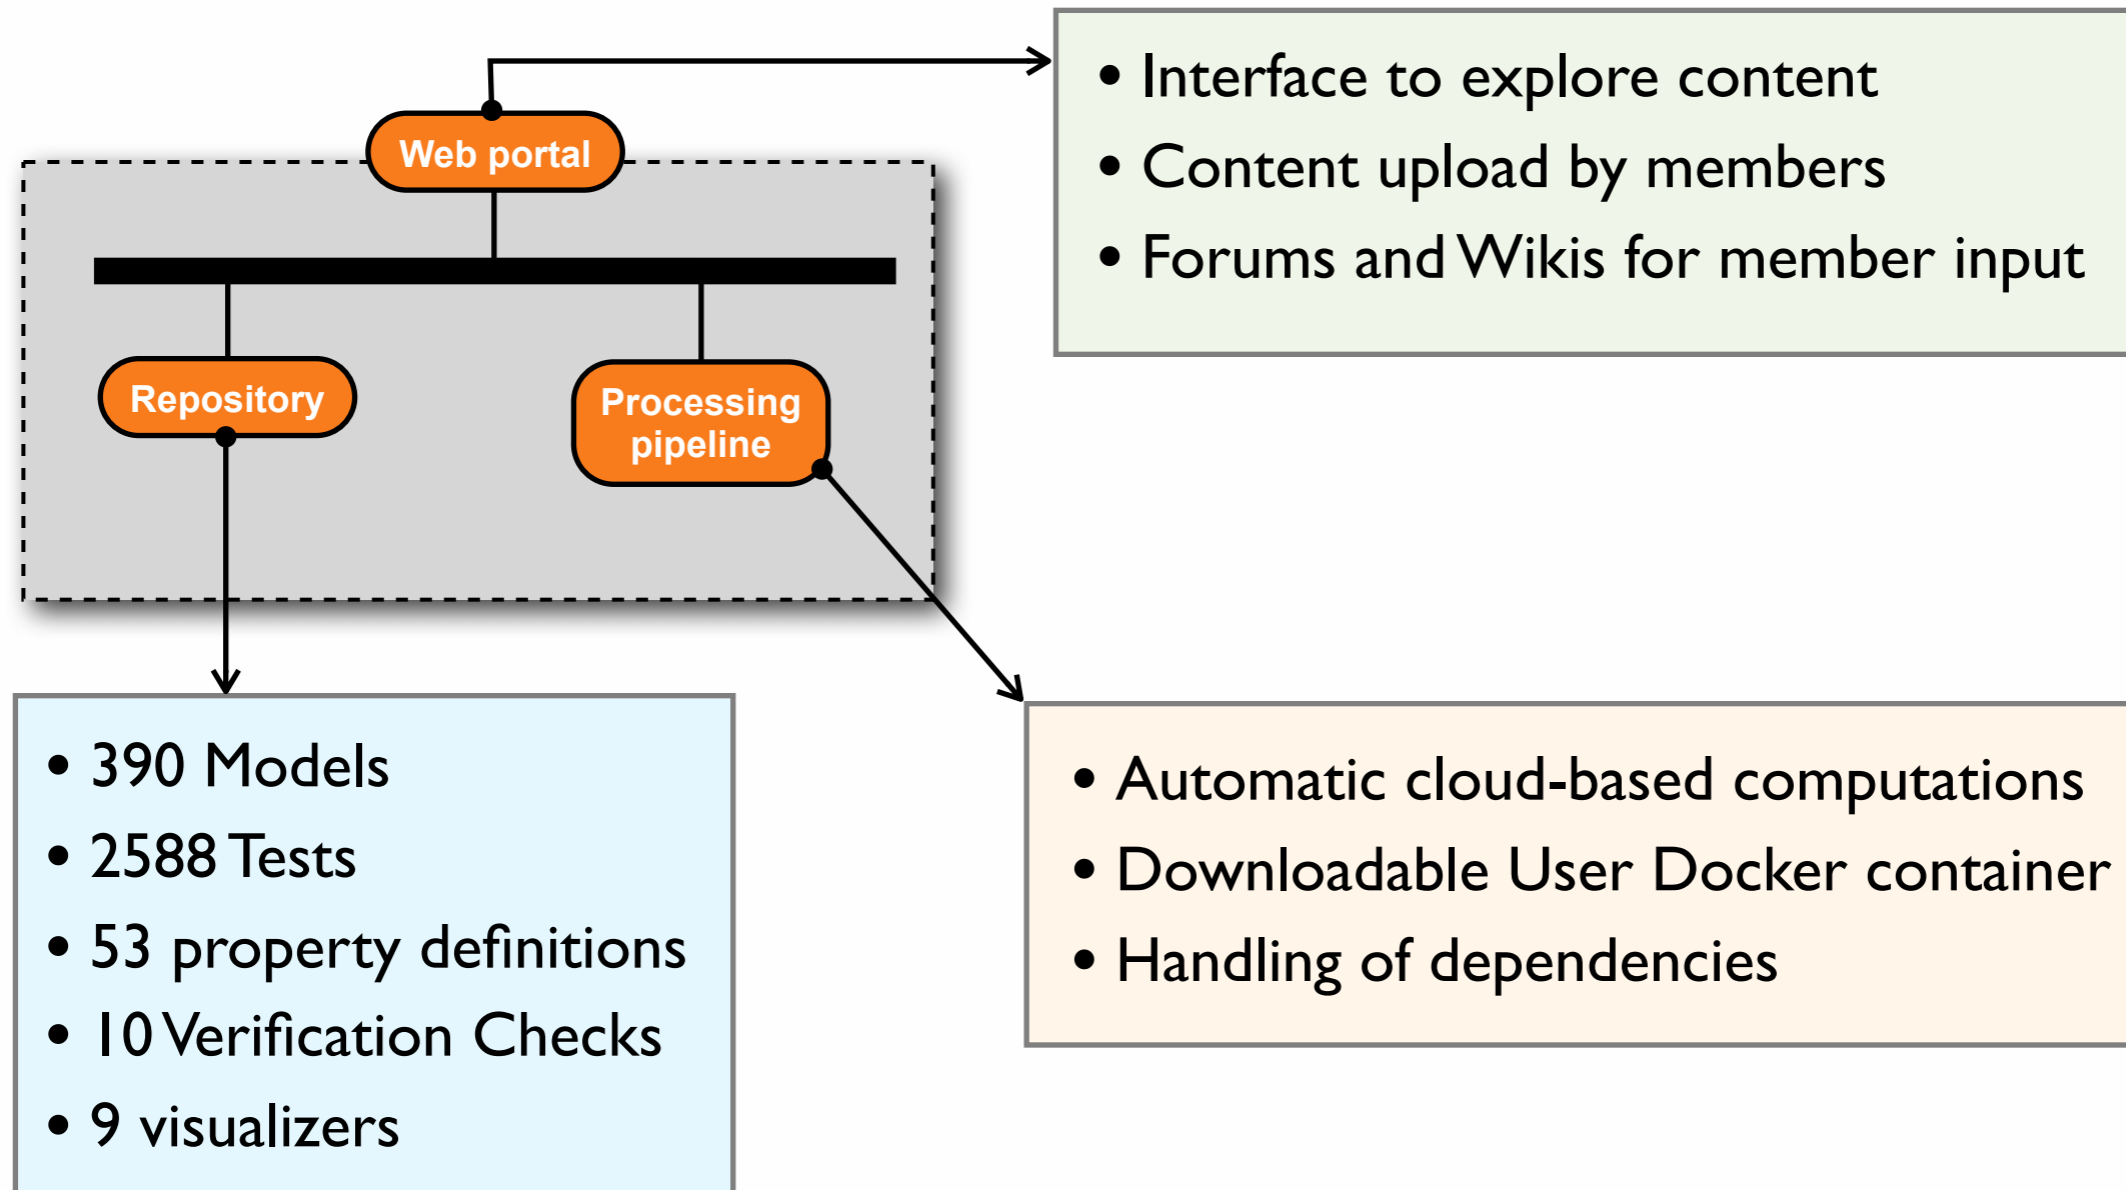 Web portal
Repository
Processing
pipeline
• Interface to explore content
• Content upload by members
• Forums and Wikis for member input
• 390 Models
• 2588 Tests
• 53 property definitions
• 10 Verification Checks
• 9 visualizers
• Automatic cloud-based computations
• Downloadable User Docker container
• Handling of dependencies